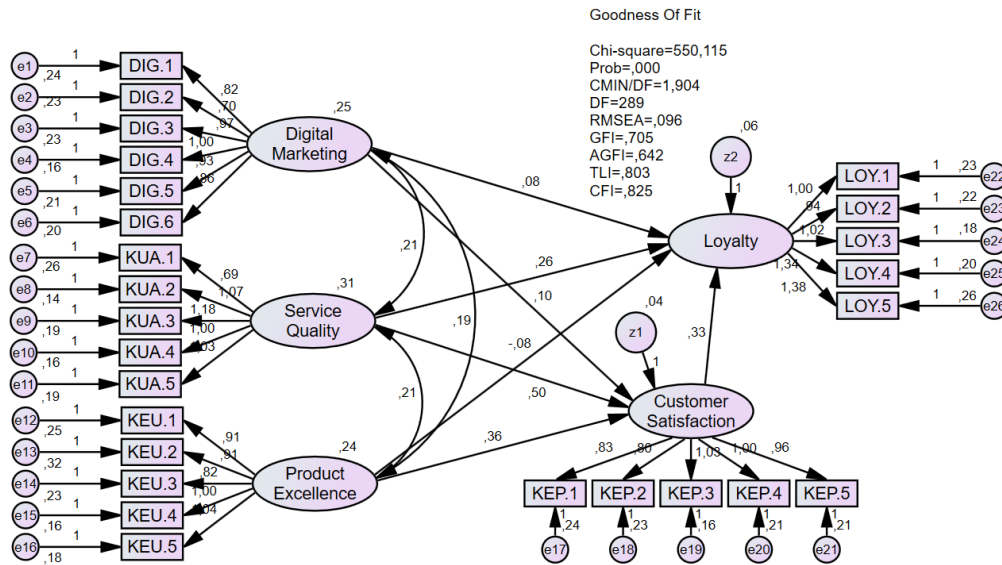 Goodness Of Fit
Chi-square=550,115
Prob=,000
CMIN/DF=1,904
DF=289
RMSEA=,096
GFI=,705
AGFI=,642
TLI=,803
CFI=,825
e1 1 DIG.1
,24
e2 1 DIG.2
,23
e3 1 DIG.3
,23
e4 1 DIG.4
,16
e5 1 DIG.5
,21
e6 1 DIG.6
,20
,82
,70
,97
1,00
,93
,86
,25
Digital
Marketing
e7 1 KUA.1
,26
e8 1 KUA.2
,14
e9 1 KUA.3
,19
e10 1 KUA.4
,16
e11 1 KUA.5
,19
,69
1,07
1,18
1,00
,31
Service
Quality
e12 1 KEU.1
,25
e13 1 KEU.2
,32
e14 1 KEU.3
,23
e15 1 KEU.4
,16
e16 1 KEU.5
,18
,91
,91
,82
1,00
,24
Product
Excellence
,21
,19
,21
,08
,26
,10
-,08
,50
,36
,33
,06
z2
1
Loyalty
,04
z1
1
Customer
Satisfaction
1,00
,94
1,02
1,34
1,38
LOY.1 1 ,23 e22
LOY.2 1 ,22 e23
LOY.3 1 ,18 e24
LOY.4 1 ,20 e25
LOY.5 1 ,26 e26
,83 ,80 1,03 1,00 ,96
KEP.1 KEP.2 KEP.3 KEP.4 KEP.5
1 1 1 1 1
,24 ,23 ,16 ,21 ,21
e17 e18 e19 e20 e21